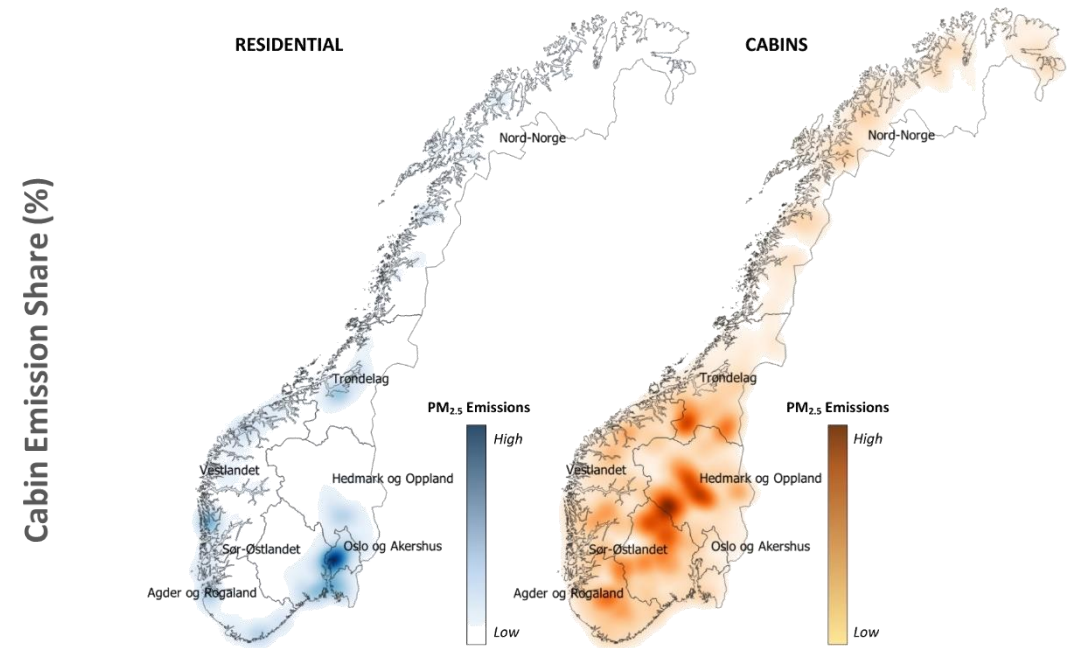 Cabin Emission Share (%)
RESIDENTIAL
Nord-Norge
Trøndelag
PM2.5 Emissions
High
Vestlandet
Hedmark og Oppland
Sør-Østlandet
Oslo og Akershus
Agder og Rogaland
Low
CABINS
Nord-Norge
Trøndelag
PM2.5 Emissions
High
Vestlandet
Hedmark og Oppland
Sør-Østlandet
Oslo og Akershus
Agder og Rogaland
Low